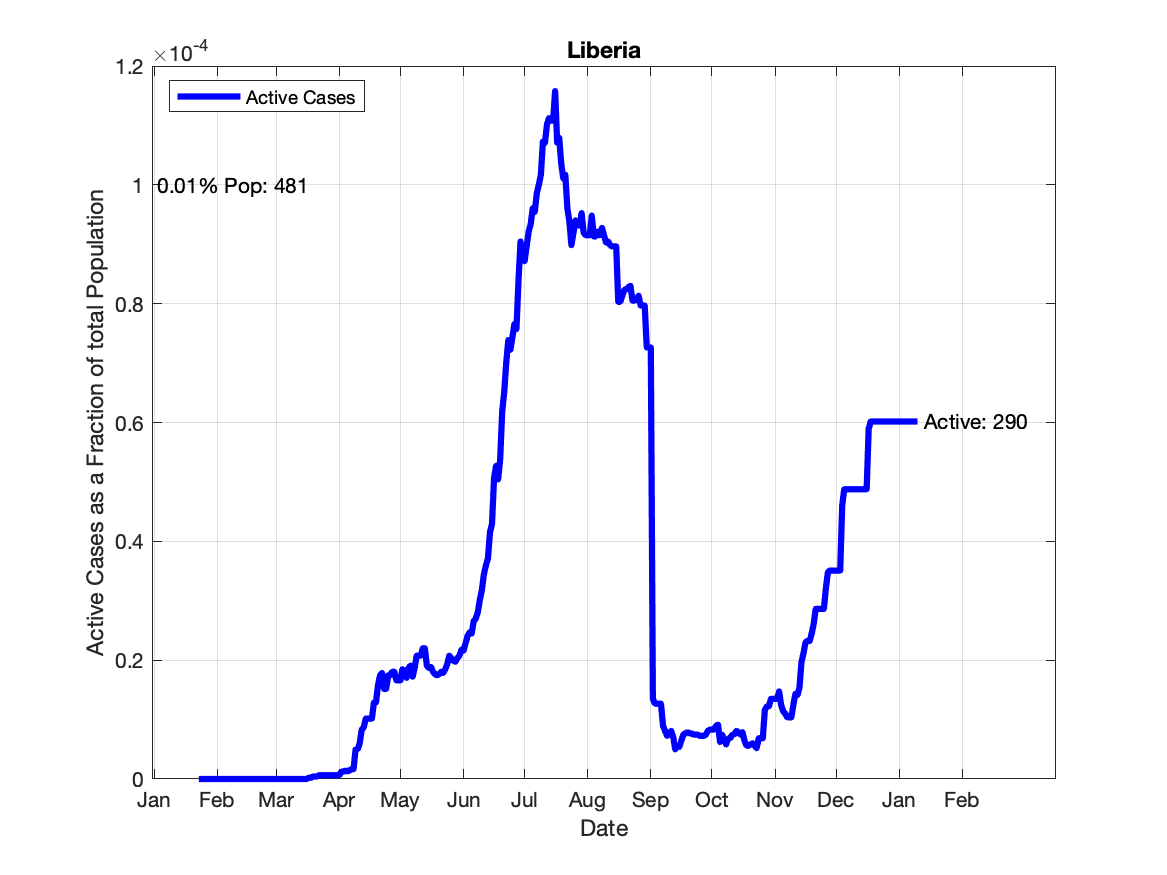 Liberia
×10-4
1.2
1
0.8
0.6
0.4
0.2
0
Active Cases as a Fraction of total Population
Active Cases
0.01% Pop: 481
Active: 290
Jan Feb Mar Apr May Jun Jul Aug Sep Oct Nov Dec Jan Feb
Date